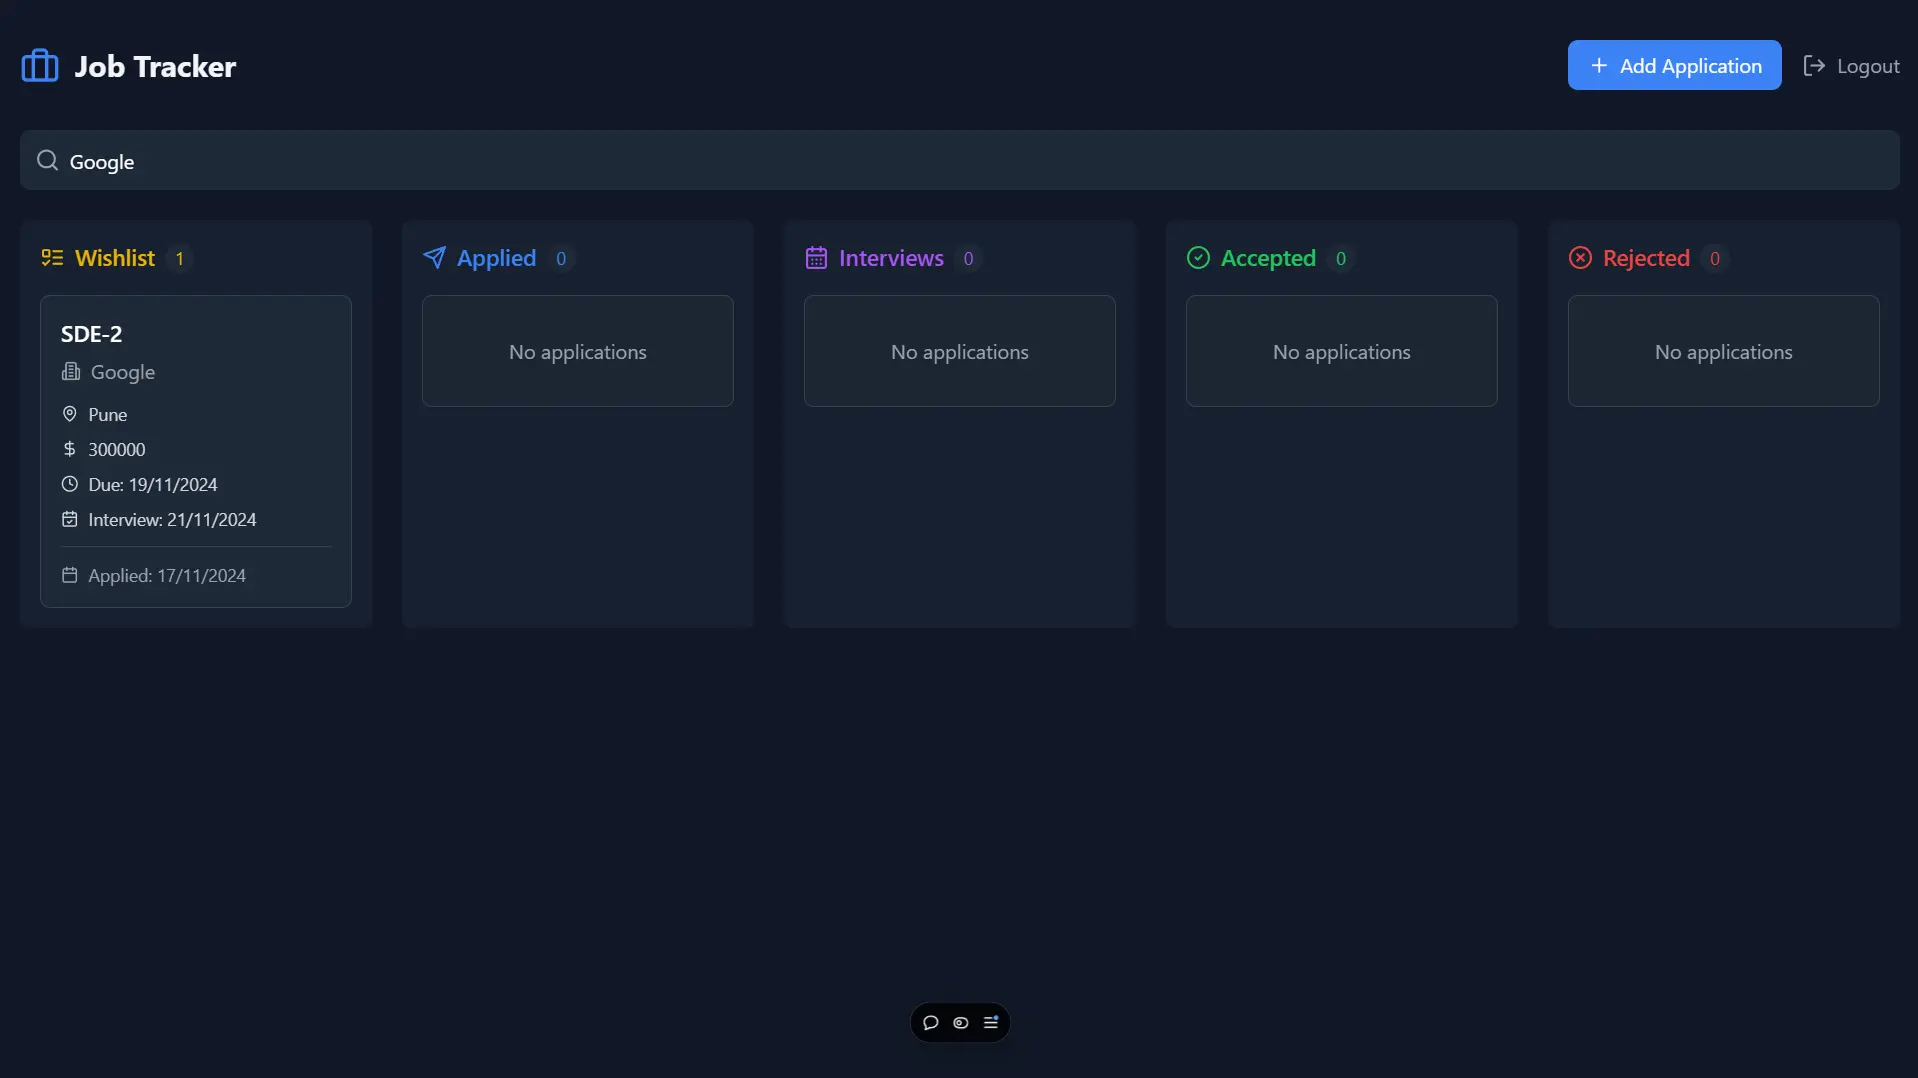 Job Tracker
Add Application
Logout
Google
Wishlist 1
SDE-2
Google
Pune
300000
Due: 19/11/2024
Interview: 21/11/2024
Applied: 17/11/2024
Applied 0
No applications
Interviews 0
No applications
Accepted 0
No applications
Rejected 0
No applications